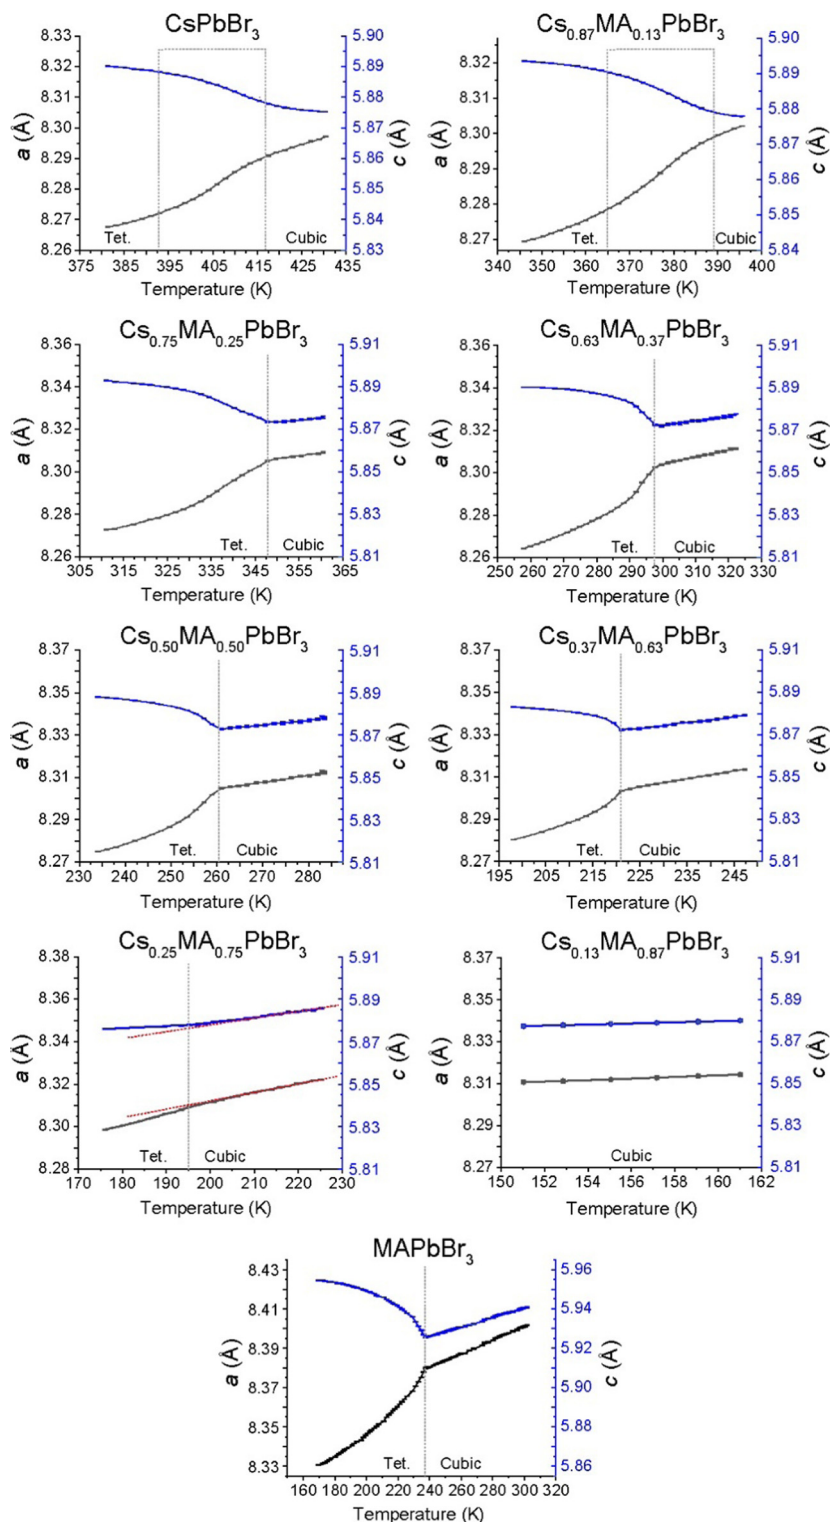 CsPbBr3
8.33
8.32
8.31
8.30
8.29
8.28
8.27
8.26
a (Å)
5.90
5.89
5.88
5.87
5.86
5.85
5.84
5.83
c (Å)
Tet. Cubic
375 385 395 405 415 425 435
Temperature (K)
Cs0.87MA0.13PbBr3
8.32
8.31
8.30
8.29
8.28
8.27
a (Å)
5.90
5.89
5.88
5.87
5.86
5.85
5.84
c (Å)
Tet. Cubic
340 350 360 370 380 390 400
Temperature (K)
Cs0.75MA0.25PbBr3
8.36
8.34
8.32
8.30
8.28
8.26
a (Å)
5.91
5.89
5.87
5.85
5.83
5.81
c (Å)
Tet. Cubic
305 315 325 335 345 355 365
Temperature (K)
Cs0.63MA0.37PbBr3
8.36
8.34
8.32
8.30
8.28
8.26
a (Å)
5.91
5.89
5.87
5.85
5.83
5.81
c (Å)
Tet. Cubic
250 260 270 280 290 300 310 320 330
Temperature (K)
Cs0.50MA0.50PbBr3
8.37
8.35
8.33
8.31
8.29
8.27
a (Å)
5.91
5.89
5.87
5.85
5.83
5.81
c (Å)
Tet. Cubic
230 240 250 260 270 280
Temperature (K)
Cs0.37MA0.63PbBr3
8.37
8.35
8.33
8.31
8.29
8.27
a (Å)
5.91
5.89
5.87
5.85
5.83
5.81
c (Å)
Tet. Cubic
195 205 215 225 235 245
Temperature (K)
Cs0.25MA0.75PbBr3
8.38
8.36
8.34
8.32
8.30
8.28
a (Å)
5.91
5.89
5.87
5.85
5.83
5.81
c (Å)
Tet. Cubic
170 180 190 200 210 220 230
Temperature (K)
Cs0.13MA0.87PbBr3
8.37
8.35
8.33
8.31
8.29
8.27
a (Å)
5.91
5.89
5.87
5.85
5.83
5.81
c (Å)
Cubic
150 152 154 156 158 160 162
Temperature (K)
MAPbBr3
8.43
8.41
8.39
8.37
8.35
8.33
a (Å)
5.96
5.94
5.92
5.90
5.88
5.86
c (Å)
Tet. Cubic
160 180 200 220 240 260 280 300 320
Temperature (K)